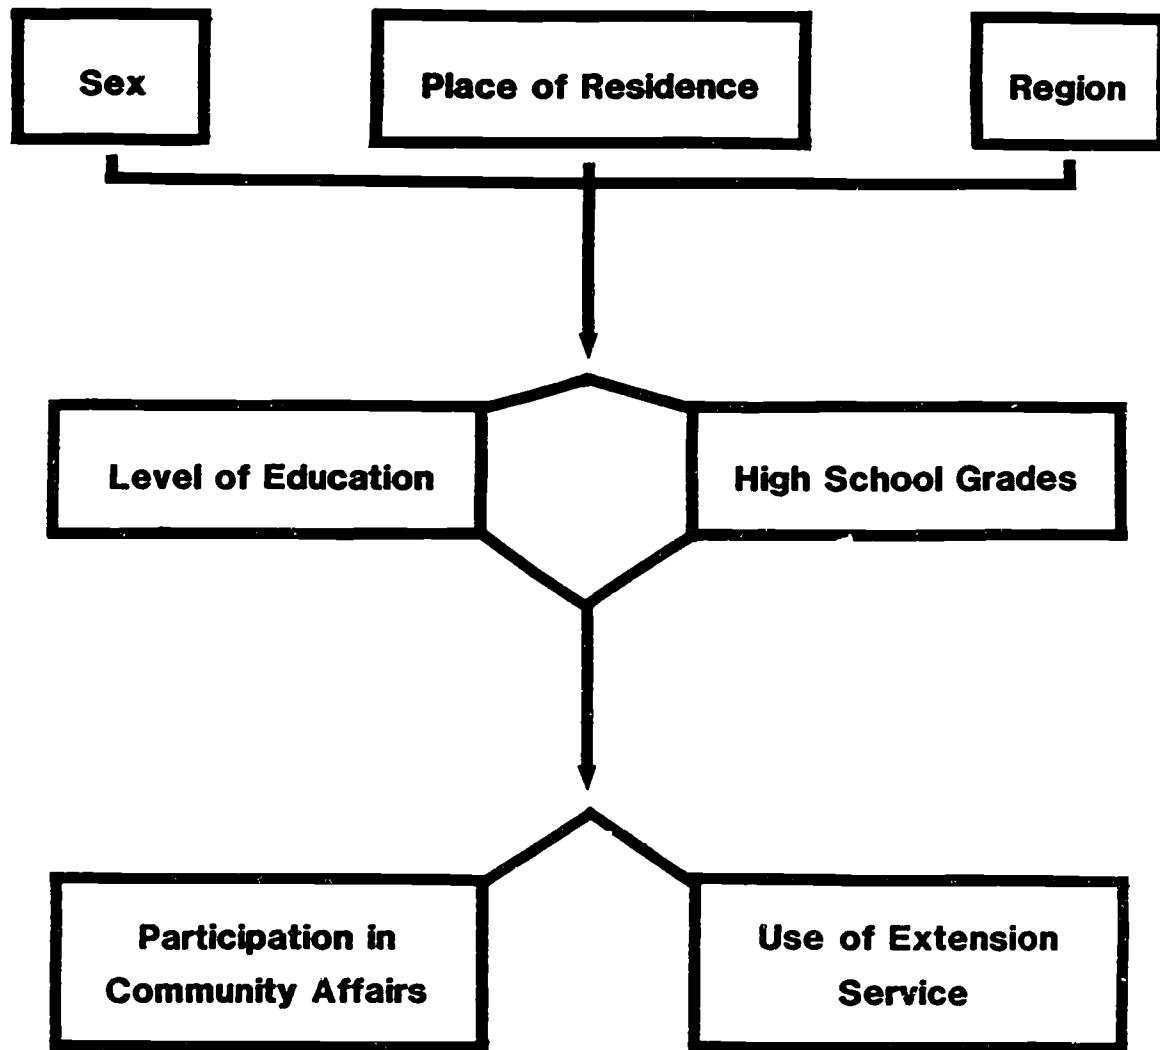 Sex
Place of Residence
Region
Level of Education
High School Grades
Participation in
Community Affairs
Use of Extension
Service